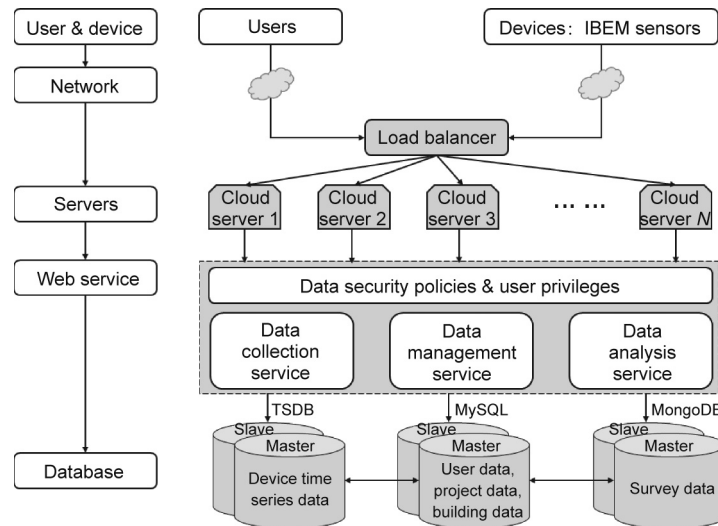 User & device
Network
Servers
Web service
Database
Users
Devices: IBEM sensors
Load balancer
Cloud
server 1
Cloud
server 2
Cloud
server 3
... ...
Cloud
server N
Data security policies & user privileges
Data
collection
service
Data
management
service
Data
analysis
service
TSDB
MySQL
MongoDB
Slave
Master
Device time
series data
Slave
Master
User data,
project data,
building data
Slave
Master
Survey data